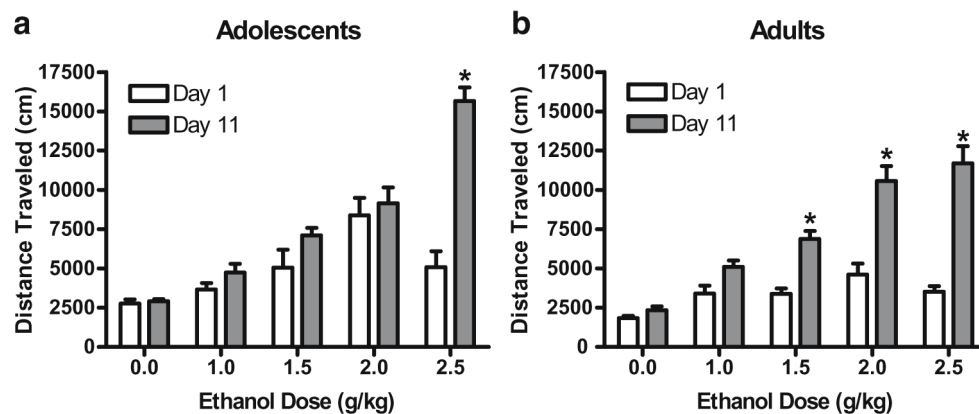 a
Adolescents
Distance Traveled (cm)
17500
15000
12500
10000
7500
5000
2500
0
Day 1
Day 11
*
0.0 1.0 1.5 2.0 2.5
Ethanol Dose (g/kg)
b
Adults
Distance Traveled (cm)
17500
15000
12500
10000
7500
5000
2500
0
Day 1
Day 11
*
*
*
0.0 1.0 1.5 2.0 2.5
Ethanol Dose (g/kg)